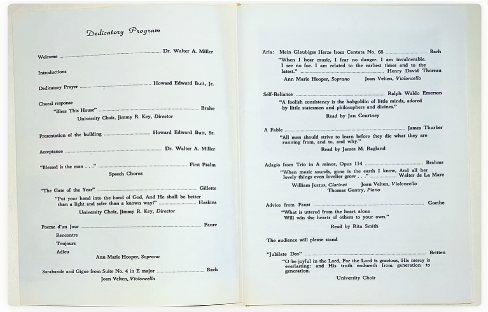 Dedicatory Program
Welcome Dr. Walter A. Miller
Introductions
Dedicatory Prayer Howard Edward Butt, Jr.
Choral response
"Bless This House" Brahe
University Choir, Jimmy R. Key, Director
Presentation of the building Howard Edward Butt, Sr.
Acceptance Dr. Walter A. Miller
"Blessed is the man . . ." First Psalm
Speech Chorus
"The Gate of the Year" Gillette
"Put your hand into the hand of God, And He shall be better
than a light and safer than a known way!" Haskins
University Choir, Jimmy R. Key, Director
Poeme d'un Jour Faure
Rencontre
Toujours
Adieu
Ann Marie Hooper, Soprano
Sarabande and Gigue from Suite No. 4 in E major Bach
Joan Velten, Violoncello
Aria: Mein Glaubiges Herze from Cantata No. 68 Bach
"When I hear music, I fear no danger. I am invulnerable.
I see no foe. I am related to the earliest times and to the
latest." Henry David Thoreau
Ann Marie Hooper, Soprano Joan Velten, Violoncello
Self-Reliance Ralph Waldo Emerson
"A foolish consistency is the hobgoblin of little minds, adored
by little statesmen and philosophers and divines."
Read by Jan Courtney
A Fable James Thurber
"All men should strive to learn before they die what they are
running from, and to, and why."
Read by James M. Ragland
Adagio from Trio in A minor, Opus 114 Brahms
"When music sounds, gone is the earth I know, And all her
lovely things even lovelier grow . . ." Walter de La Mare
William Justus, Clarinet Joan Velten, Violoncello
Thomas Gentry, Piano
Advice from Faust Goethe
"What is uttered from the heart alone
Will win the hearts of others to your own."
Read by Rita Smith
The audience will please stand
"Jubilate Deo" Britten
"O be joyful in the Lord, For the Lord is gracious, His mercy is
everlasting; and His truth endureth from generation to
generation.
University Choir